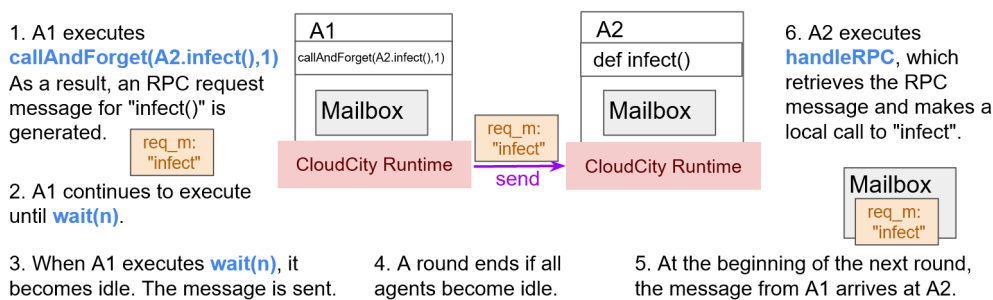 1. A1 executes
callAndForget(A2.infect(),1)
As a result, an RPC request
message for "infect()" is
generated.
req_m:
"infect"
2. A1 continues to execute
until wait(n).
3. When A1 executes wait(n), it
becomes idle. The message is sent.
A1
callAndForget(A2.infect(),1)
Mailbox
CloudCity Runtime
req_m:
"infect"
send
A2
def infect()
Mailbox
CloudCity Runtime
4. A round ends if all
agents become idle.
6. A2 executes
handleRPC, which
retrieves the RPC
message and makes a
local call to "infect".
Mailbox
req_m:
"infect"
5. At the beginning of the next round,
the message from A1 arrives at A2.